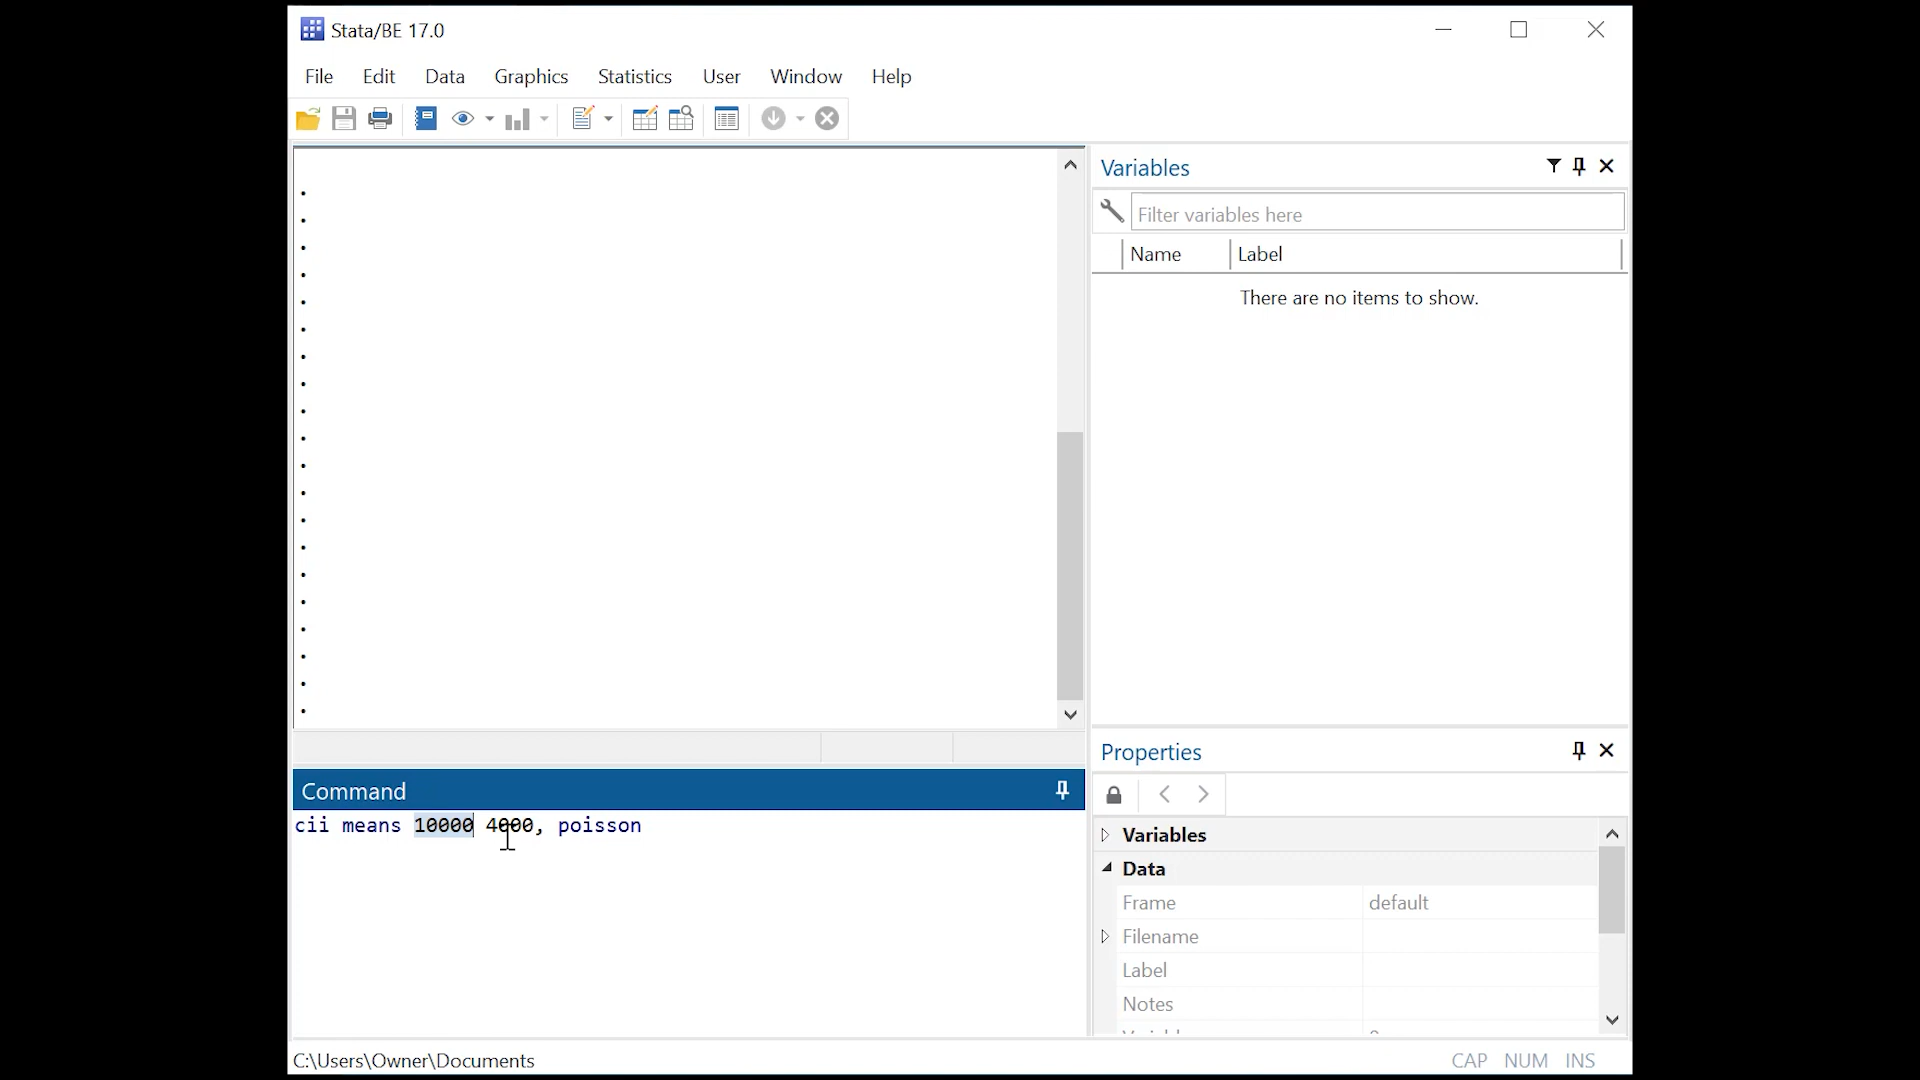 Stata/BE 17.0
File Edit Data Graphics Statistics User Window Help
Variables
Filter variables here
Name Label
There are no items to show.
Command
cii means 10000 4000, poisson
Properties
Variables
Data
Frame default
Filename
Label
Notes
C:\Users\Owner\Documents
CAP NUM INS